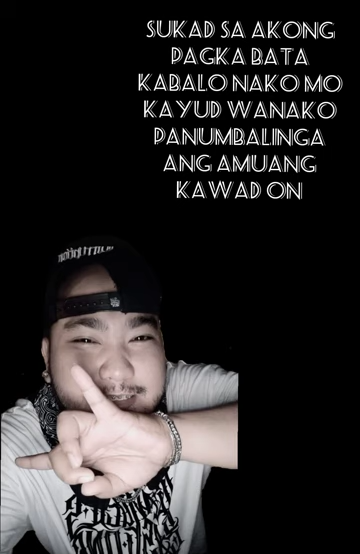 SUKAD SA AKONG
PAGKA BATA
KABALO NAKO MO
KAYUD WANAKO
PANUMBALINGA
ANG AMUANG
KAWAD ON